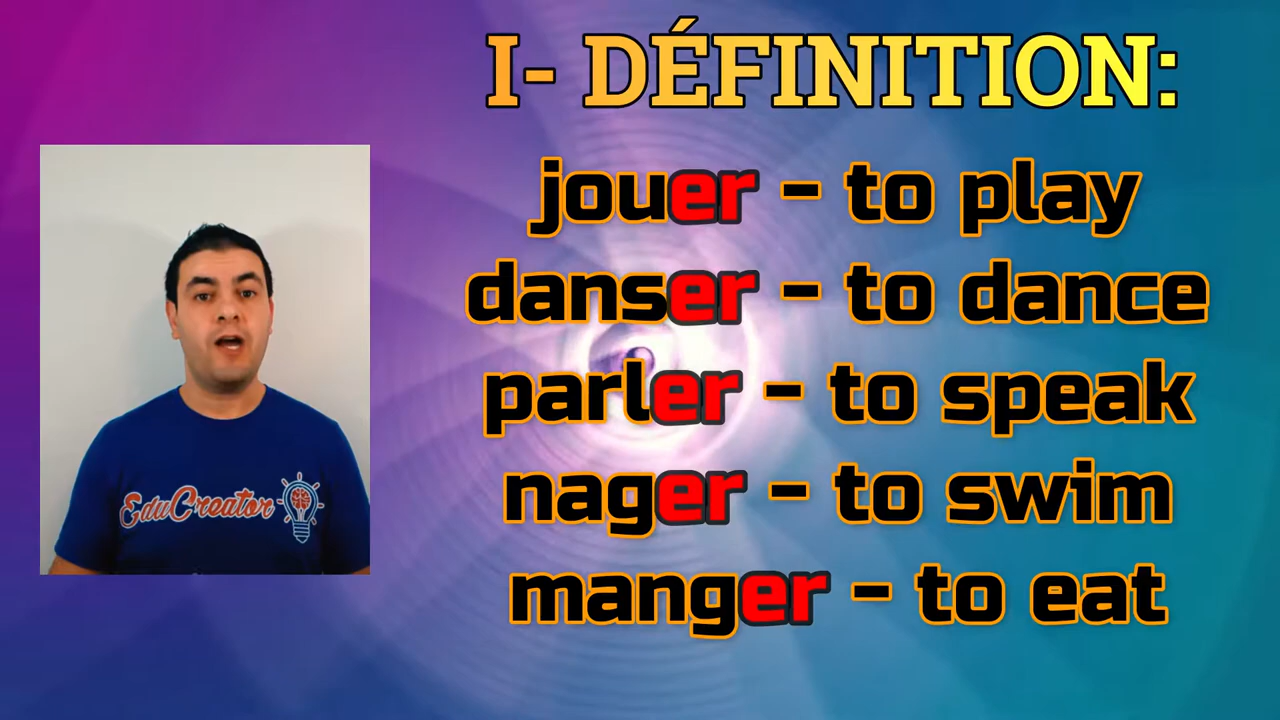 I- DÉFINITION:
jouer - to play
danser - to dance
parler - to speak
nager - to swim
manger - to eat
EduCreator